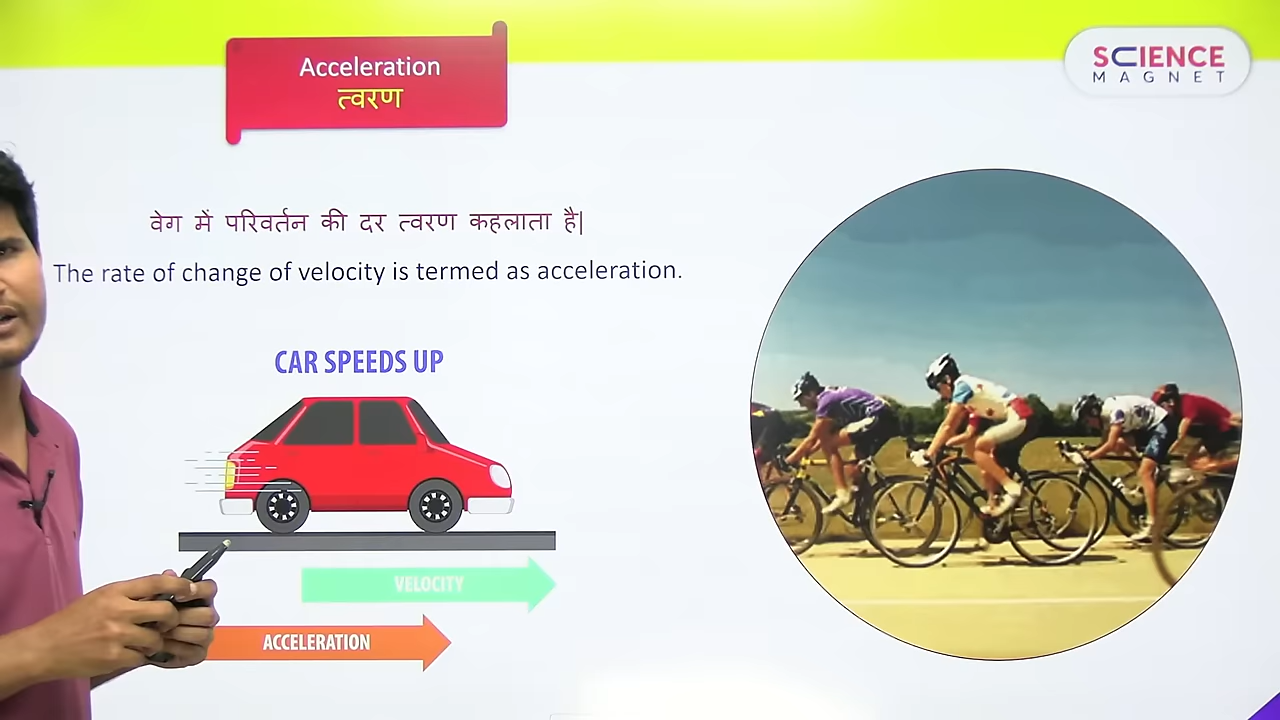 Acceleration
त्वरण
SCIENCE
MAGNET
वेग में परिवर्तन की दर त्वरण कहलाता है|
The rate of change of velocity is termed as acceleration.
CAR SPEEDS UP
VELOCITY
ACCELERATION